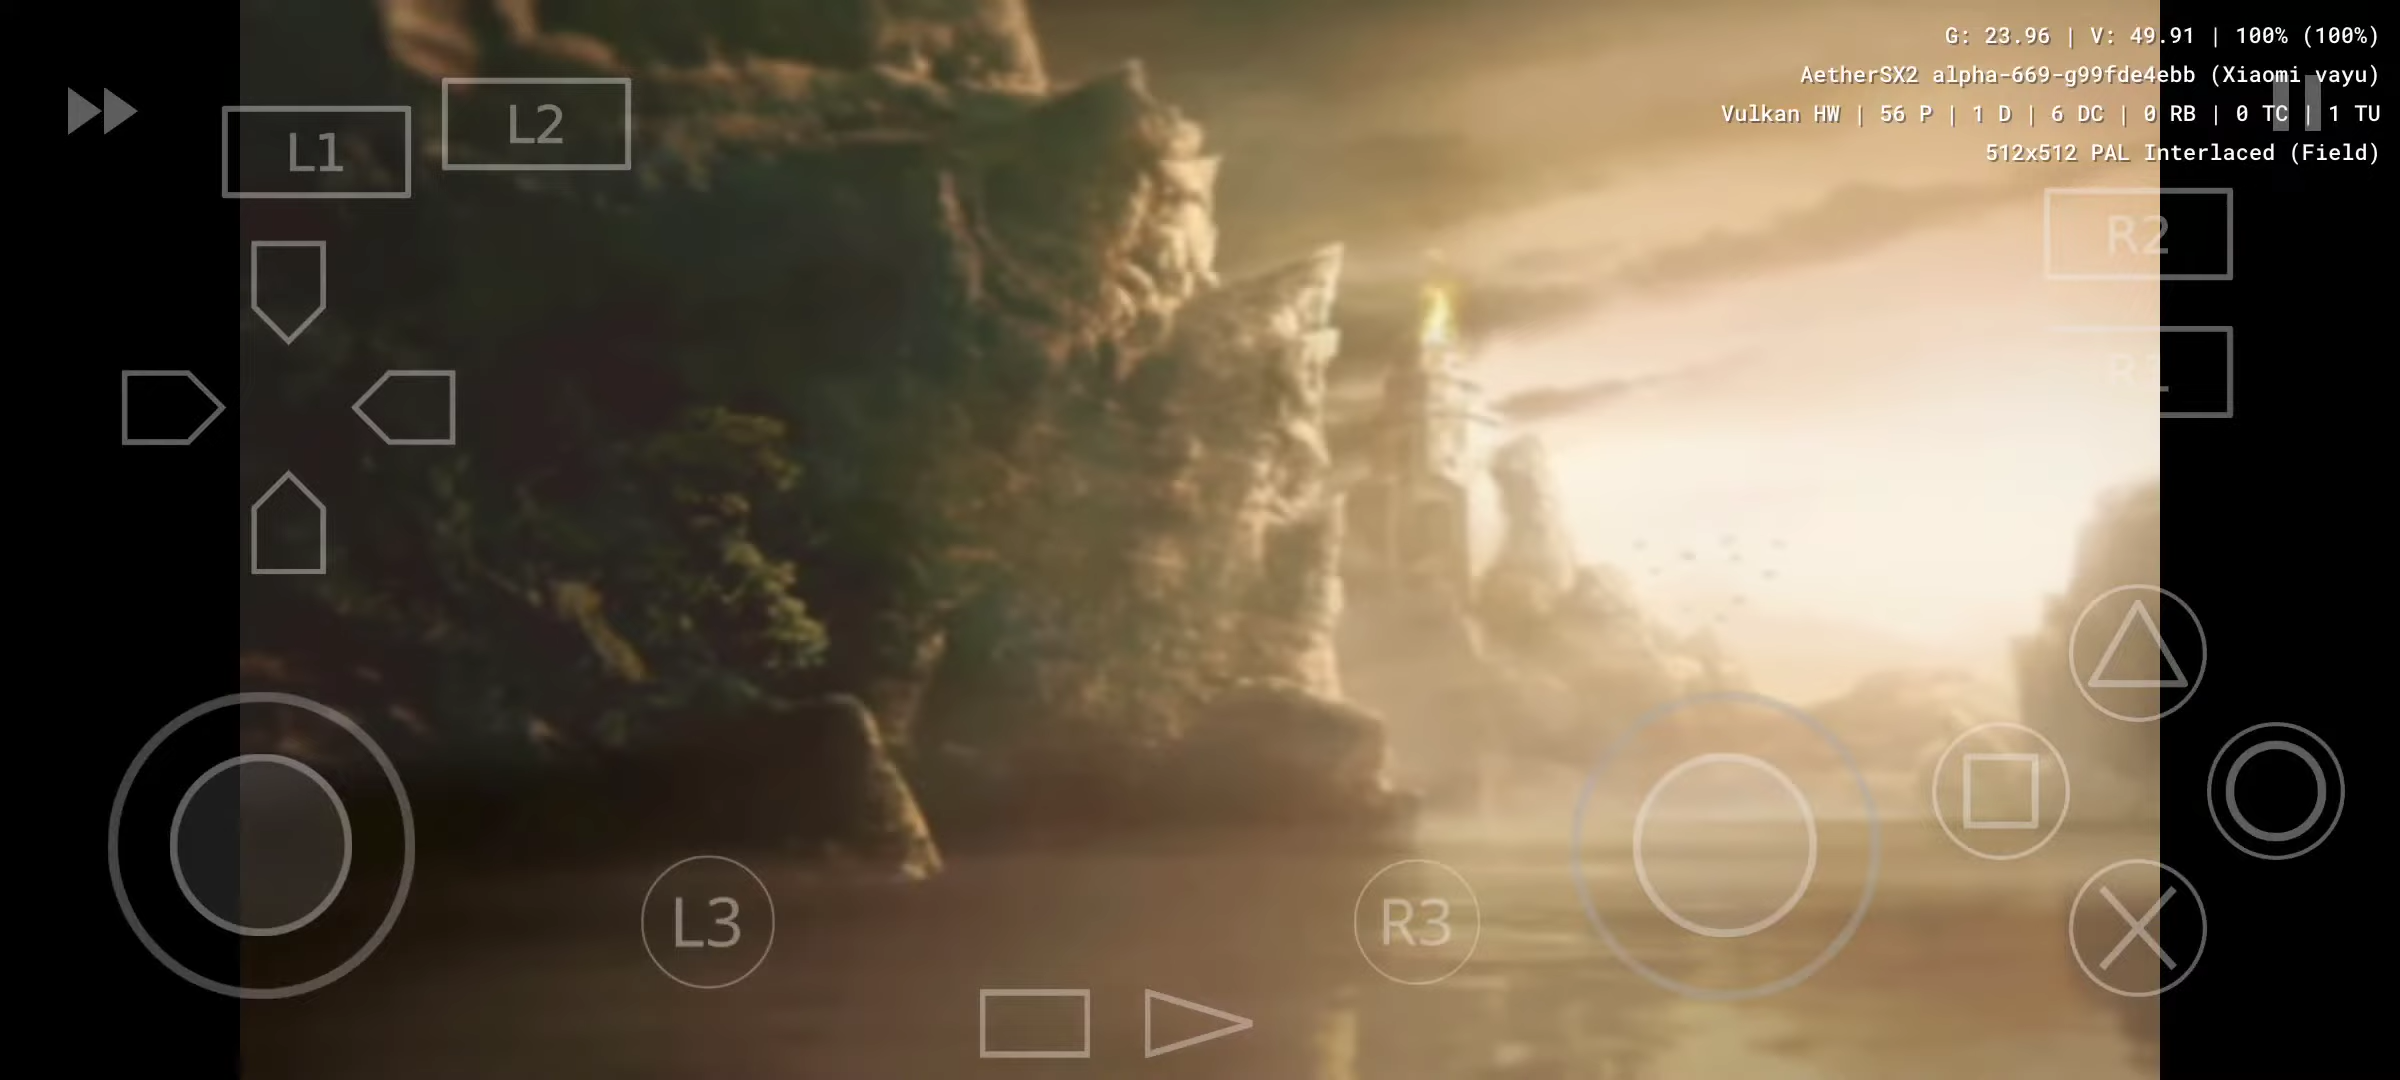 G: 23.96 | V: 49.91 | 100% (100%)
AetherSX2 alpha-669-g99fde4ebb (Xiaomi vayu)
Vulkan HW | 56 P | 1 D | 6 DC | 0 RB | 0 TC | 1 TU
512x512 PAL Interlaced (Field)
L1
L2
R2
R1
L3
R3